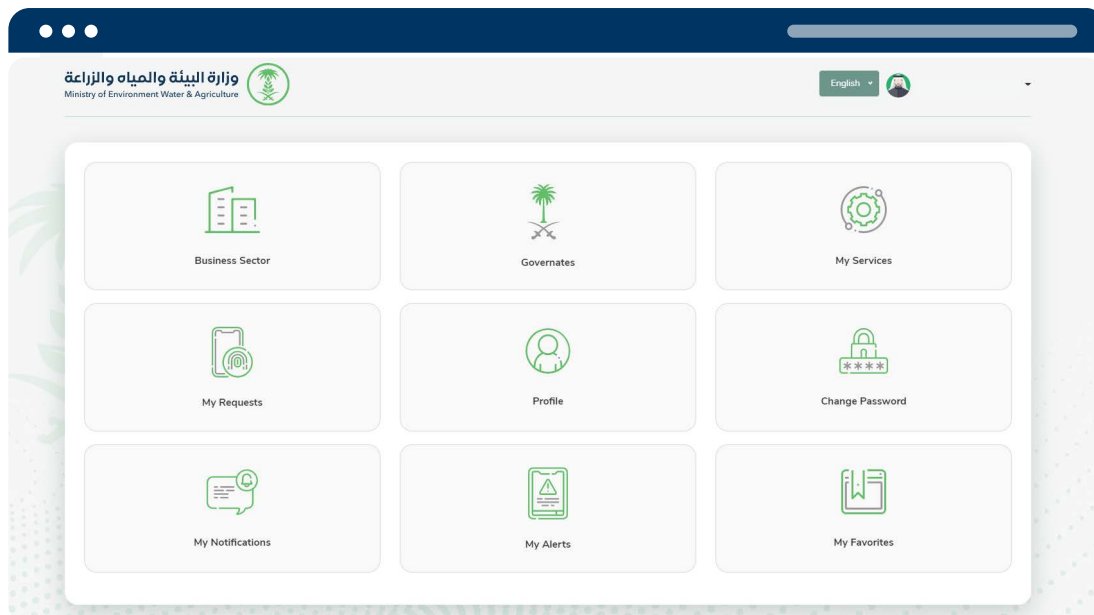 وزارة البيئة والمياه والزراعة
Ministry of Environment Water & Agriculture
English
Business Sector
Governates
My Services
My Requests
Profile
Change Password
My Notifications
My Alerts
My Favorites